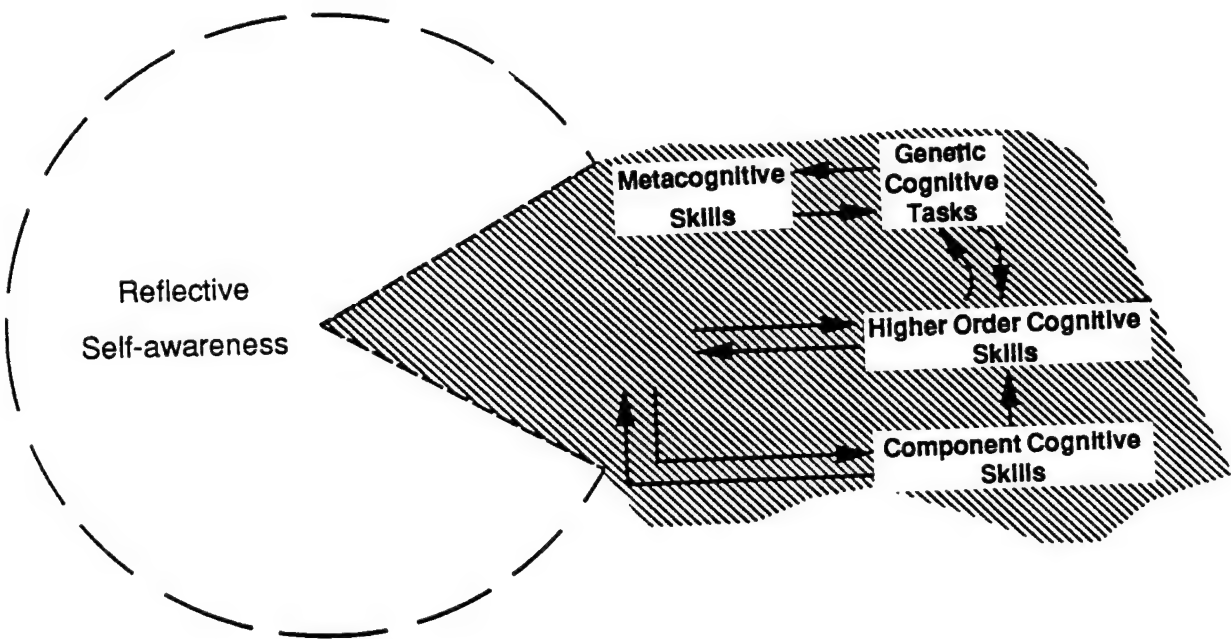 Reflective
Self-awareness
Metacognitive
Skills
Genetic
Cognitive
Tasks
Higher Order Cognitive
Skills
Component Cognitive
Skills